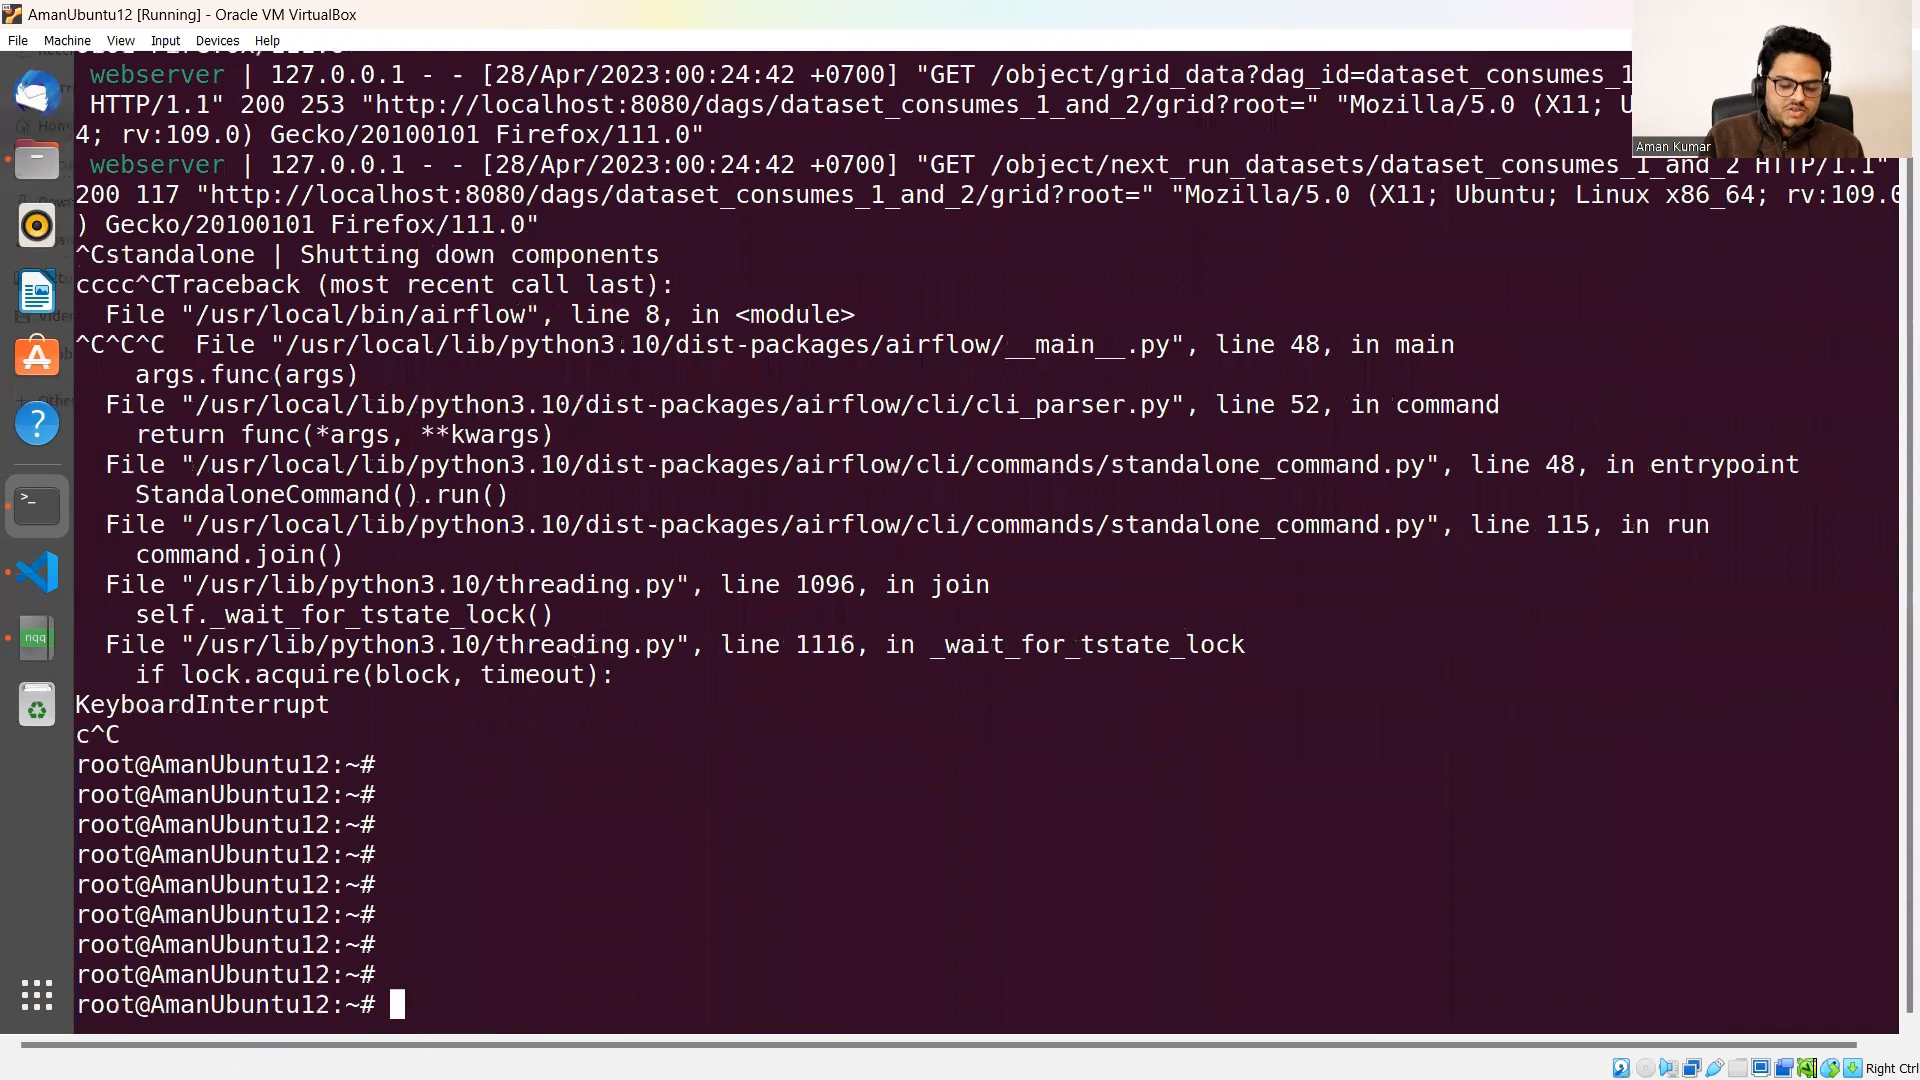 AmanUbuntu12 [Running] - Oracle VM VirtualBox
File Machine View Input Devices Help
webserver | 127.0.0.1 - - [28/Apr/2023:00:24:42 +0700] "GET /object/grid_data?dag_id=dataset_consumes_1
HTTP/1.1" 200 253 "http://localhost:8080/dags/dataset_consumes_1_and_2/grid?root=" "Mozilla/5.0 (X11; U
4; rv:109.0) Gecko/20100101 Firefox/111.0"
Aman Kumar
webserver | 127.0.0.1 - - [28/Apr/2023:00:24:42 +0700] "GET /object/next_run_datasets/dataset_consumes_1_and_2 HTTP/1.1"
200 117 "http://localhost:8080/dags/dataset_consumes_1_and_2/grid?root=" "Mozilla/5.0 (X11; Ubuntu; Linux x86_64; rv:109.0
) Gecko/20100101 Firefox/111.0"
^Cstandalone | Shutting down components
cccc^CTraceback (most recent call last):
File "/usr/local/bin/airflow", line 8, in <module>
^C^C^C File "/usr/local/lib/python3.10/dist-packages/airflow/__main__.py", line 48, in main
args.func(args)
File "/usr/local/lib/python3.10/dist-packages/airflow/cli/cli_parser.py", line 52, in command
return func(*args, **kwargs)
File "/usr/local/lib/python3.10/dist-packages/airflow/cli/commands/standalone_command.py", line 48, in entrypoint
StandaloneCommand().run()
File "/usr/local/lib/python3.10/dist-packages/airflow/cli/commands/standalone_command.py", line 115, in run
command.join()
File "/usr/lib/python3.10/threading.py", line 1096, in join
self._wait_for_tstate_lock()
File "/usr/lib/python3.10/threading.py", line 1116, in _wait_for_tstate_lock
if lock.acquire(block, timeout):
KeyboardInterrupt
c^C
root@AmanUbuntu12:~#
root@AmanUbuntu12:~#
root@AmanUbuntu12:~#
root@AmanUbuntu12:~#
root@AmanUbuntu12:~#
root@AmanUbuntu12:~#
root@AmanUbuntu12:~#
root@AmanUbuntu12:~#
root@AmanUbuntu12:~#
nqq
Right Ctrl